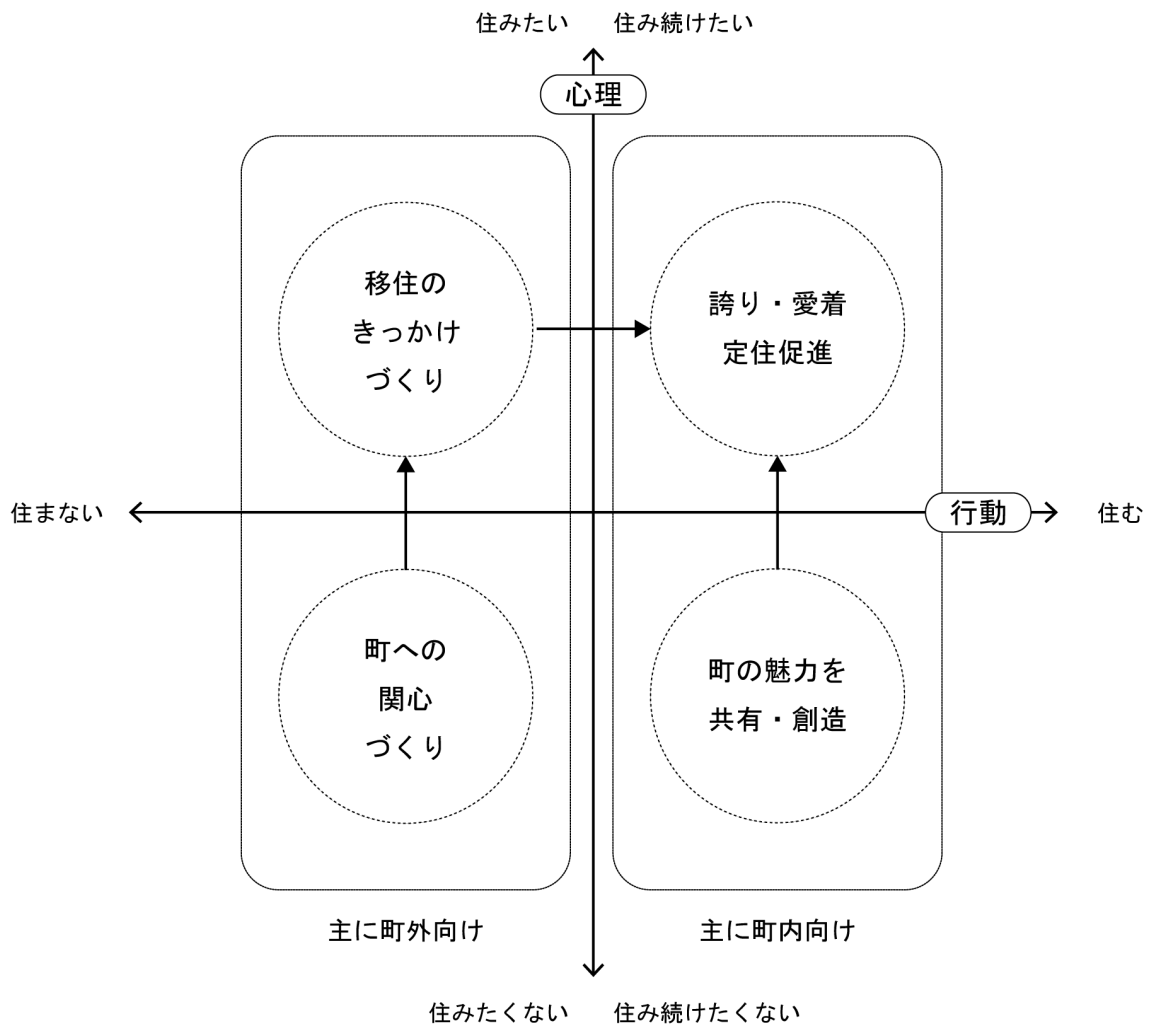 住みたい 住み続けたい
心理
移住の
きっかけ
づくり
誇り・愛着
定住促進
住まない
行動
住む
町への
関心
づくり
町の魅力を
共有・創造
主に町外向け
主に町内向け
住みたくない 住み続けたくない